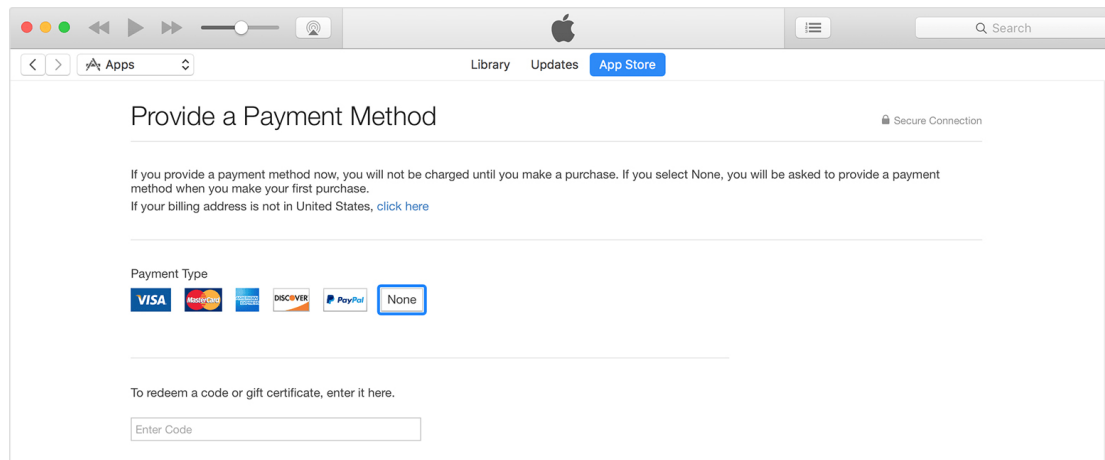 Search
Apps
Library Updates App Store
Provide a Payment Method
Secure Connection
If you provide a payment method now, you will not be charged until you make a purchase. If you select None, you will be asked to provide a payment
method when you make your first purchase.
If your billing address is not in United States, click here
Payment Type
VISA MasterCard AMERICAN EXPRESS DISCOVER PayPal None
To redeem a code or gift certificate, enter it here.
Enter Code